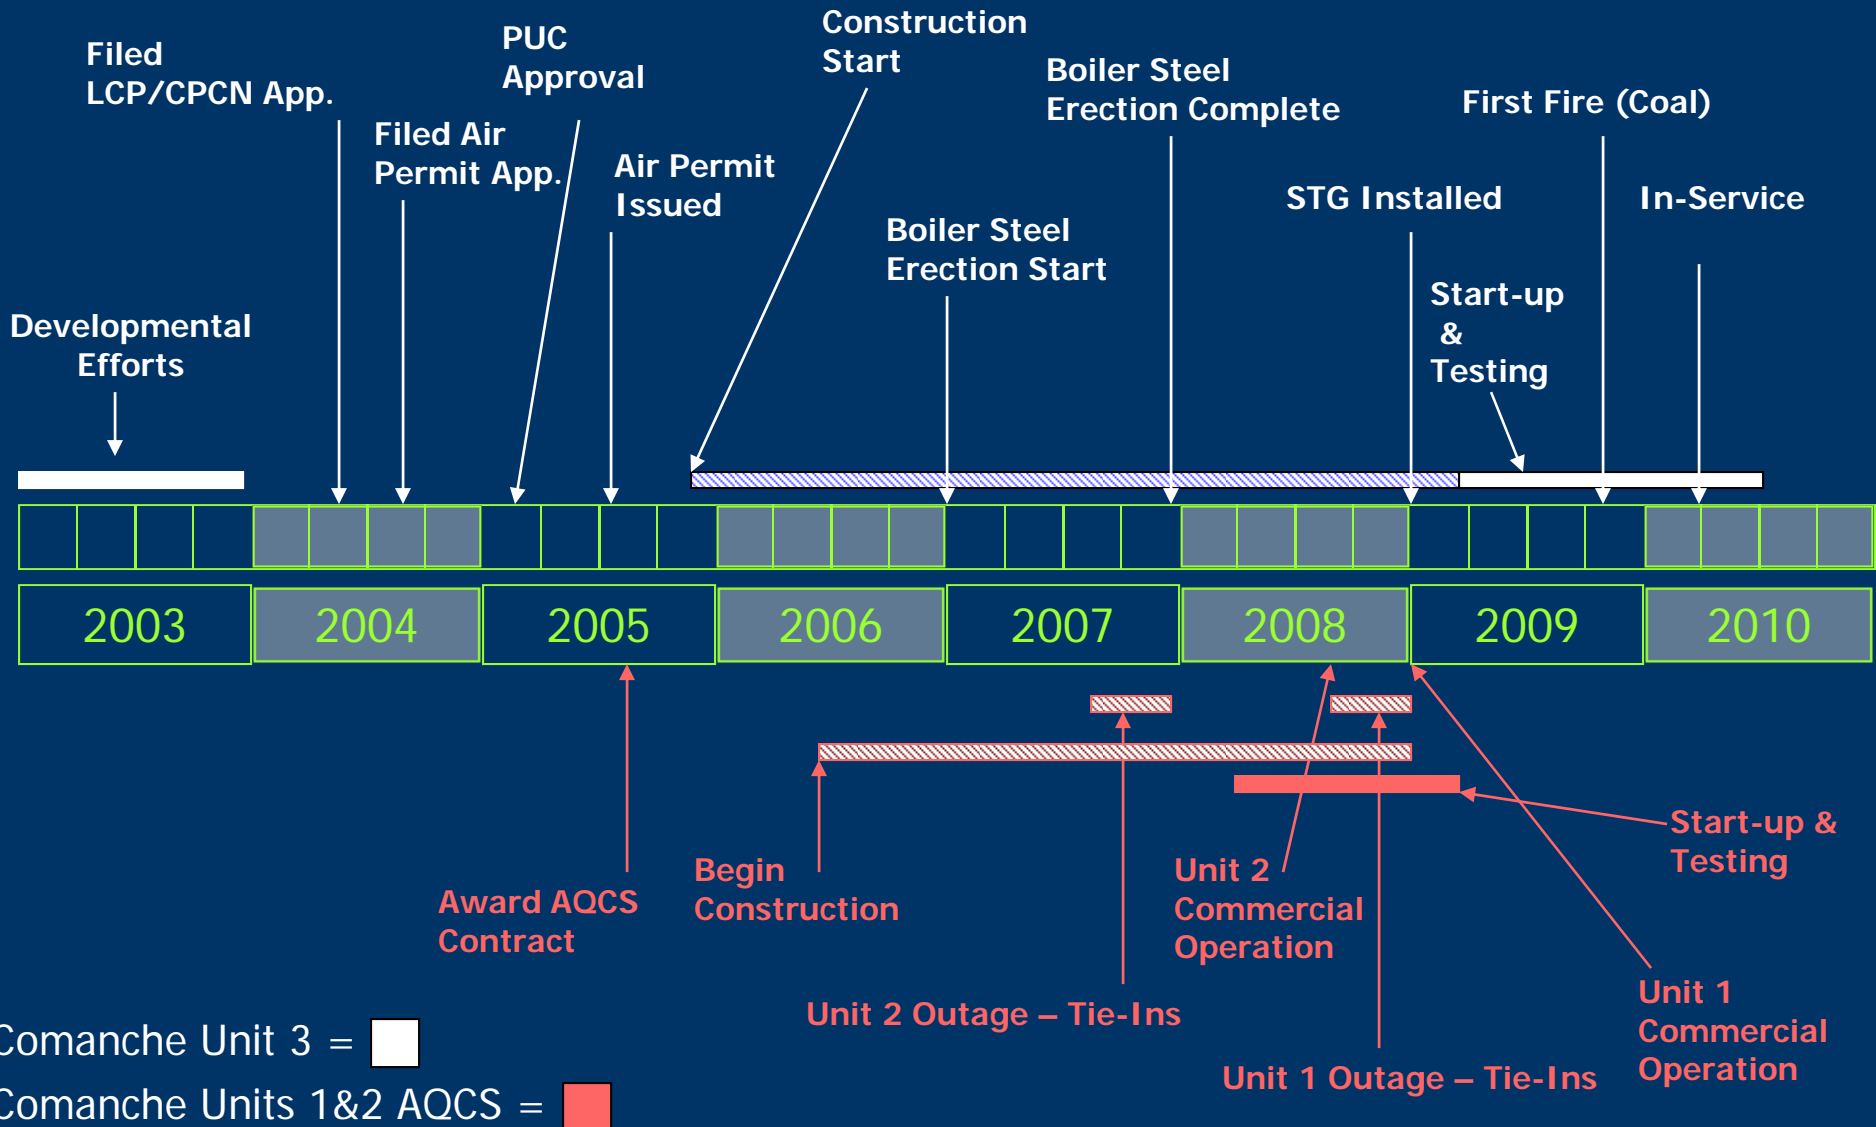 Filed
LCP/CPCN App.
PUC
Approval
Construction
Start
Boiler Steel
Erection Complete
First Fire (Coal)
Filed Air
Permit App.
Air Permit
Issued
STG Installed
In-Service
Boiler Steel
Erection Start
Start-up
&
Testing
Developmental
Efforts
2003
2004
2005
2006
2007
2008
2009
2010
Award AQCS
Contract
Begin
Construction
Unit 2
Commercial
Operation
Start-up &
Testing
Unit 2 Outage – Tie-Ins
Unit 1 Outage – Tie-Ins
Unit 1
Commercial
Operation
Comanche Unit 3 =
Comanche Units 1&2 AQCS =